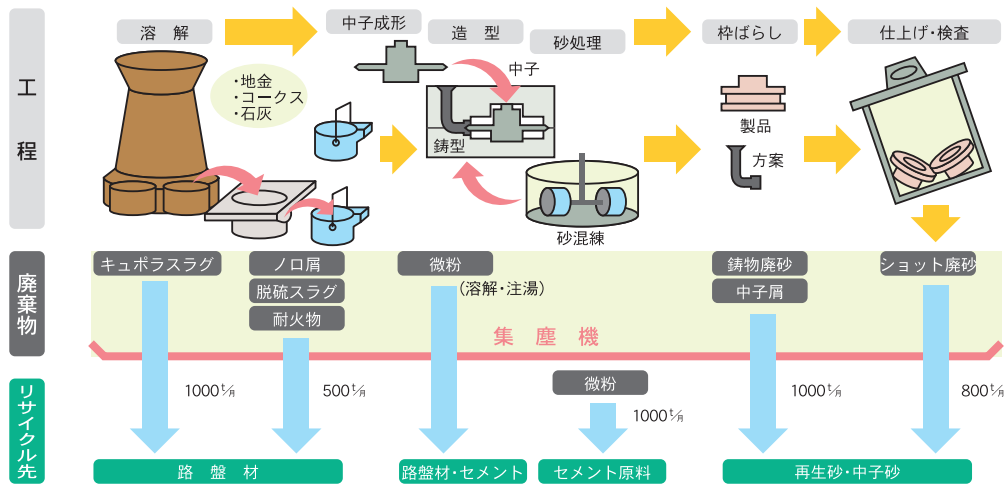 工程
溶解
中子成形
造型
砂処理
枠ばらし
仕上げ・検査
・地金
・コークス
・石灰
中子
鋳型
砂混練
製品
方案
廃棄物
キュポラスラグ
ノロ屑
脱硫スラグ
耐火物
微粉
(溶解・注湯)
鋳物廃砂
中子屑
ショット廃砂
集塵機
リサイクル先
1000t/月
500t/月
微粉
1000t/月
1000t/月
800t/月
路盤材
路盤材・セメント
セメント原料
再生砂・中子砂